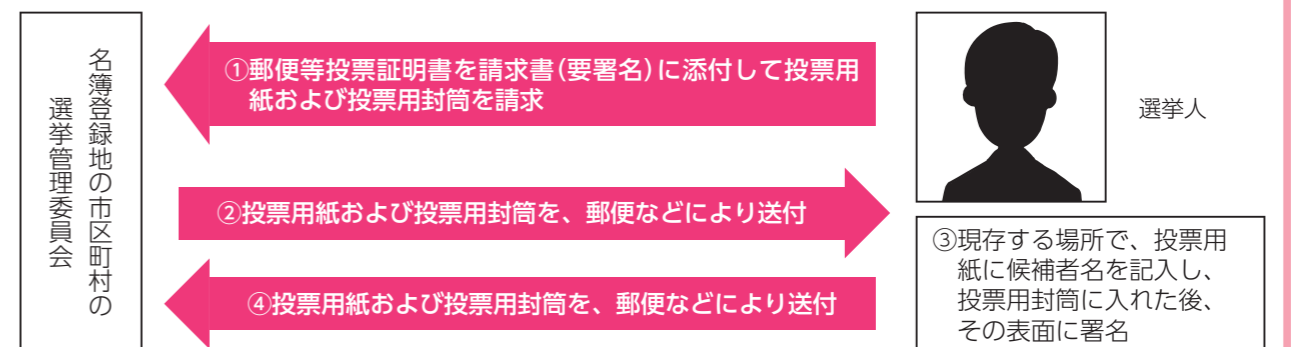 名簿登録地の市区町村の
選挙管理委員会
①郵便等投票証明書を請求書(要署名)に添付して投票用
紙および投票用封筒を請求
選挙人
②投票用紙および投票用封筒を、郵便などにより送付
③現存する場所で、投票用
紙に候補者名を記入し、
投票用封筒に入れた後、
その表面に署名
④投票用紙および投票用封筒を、郵便などにより送付